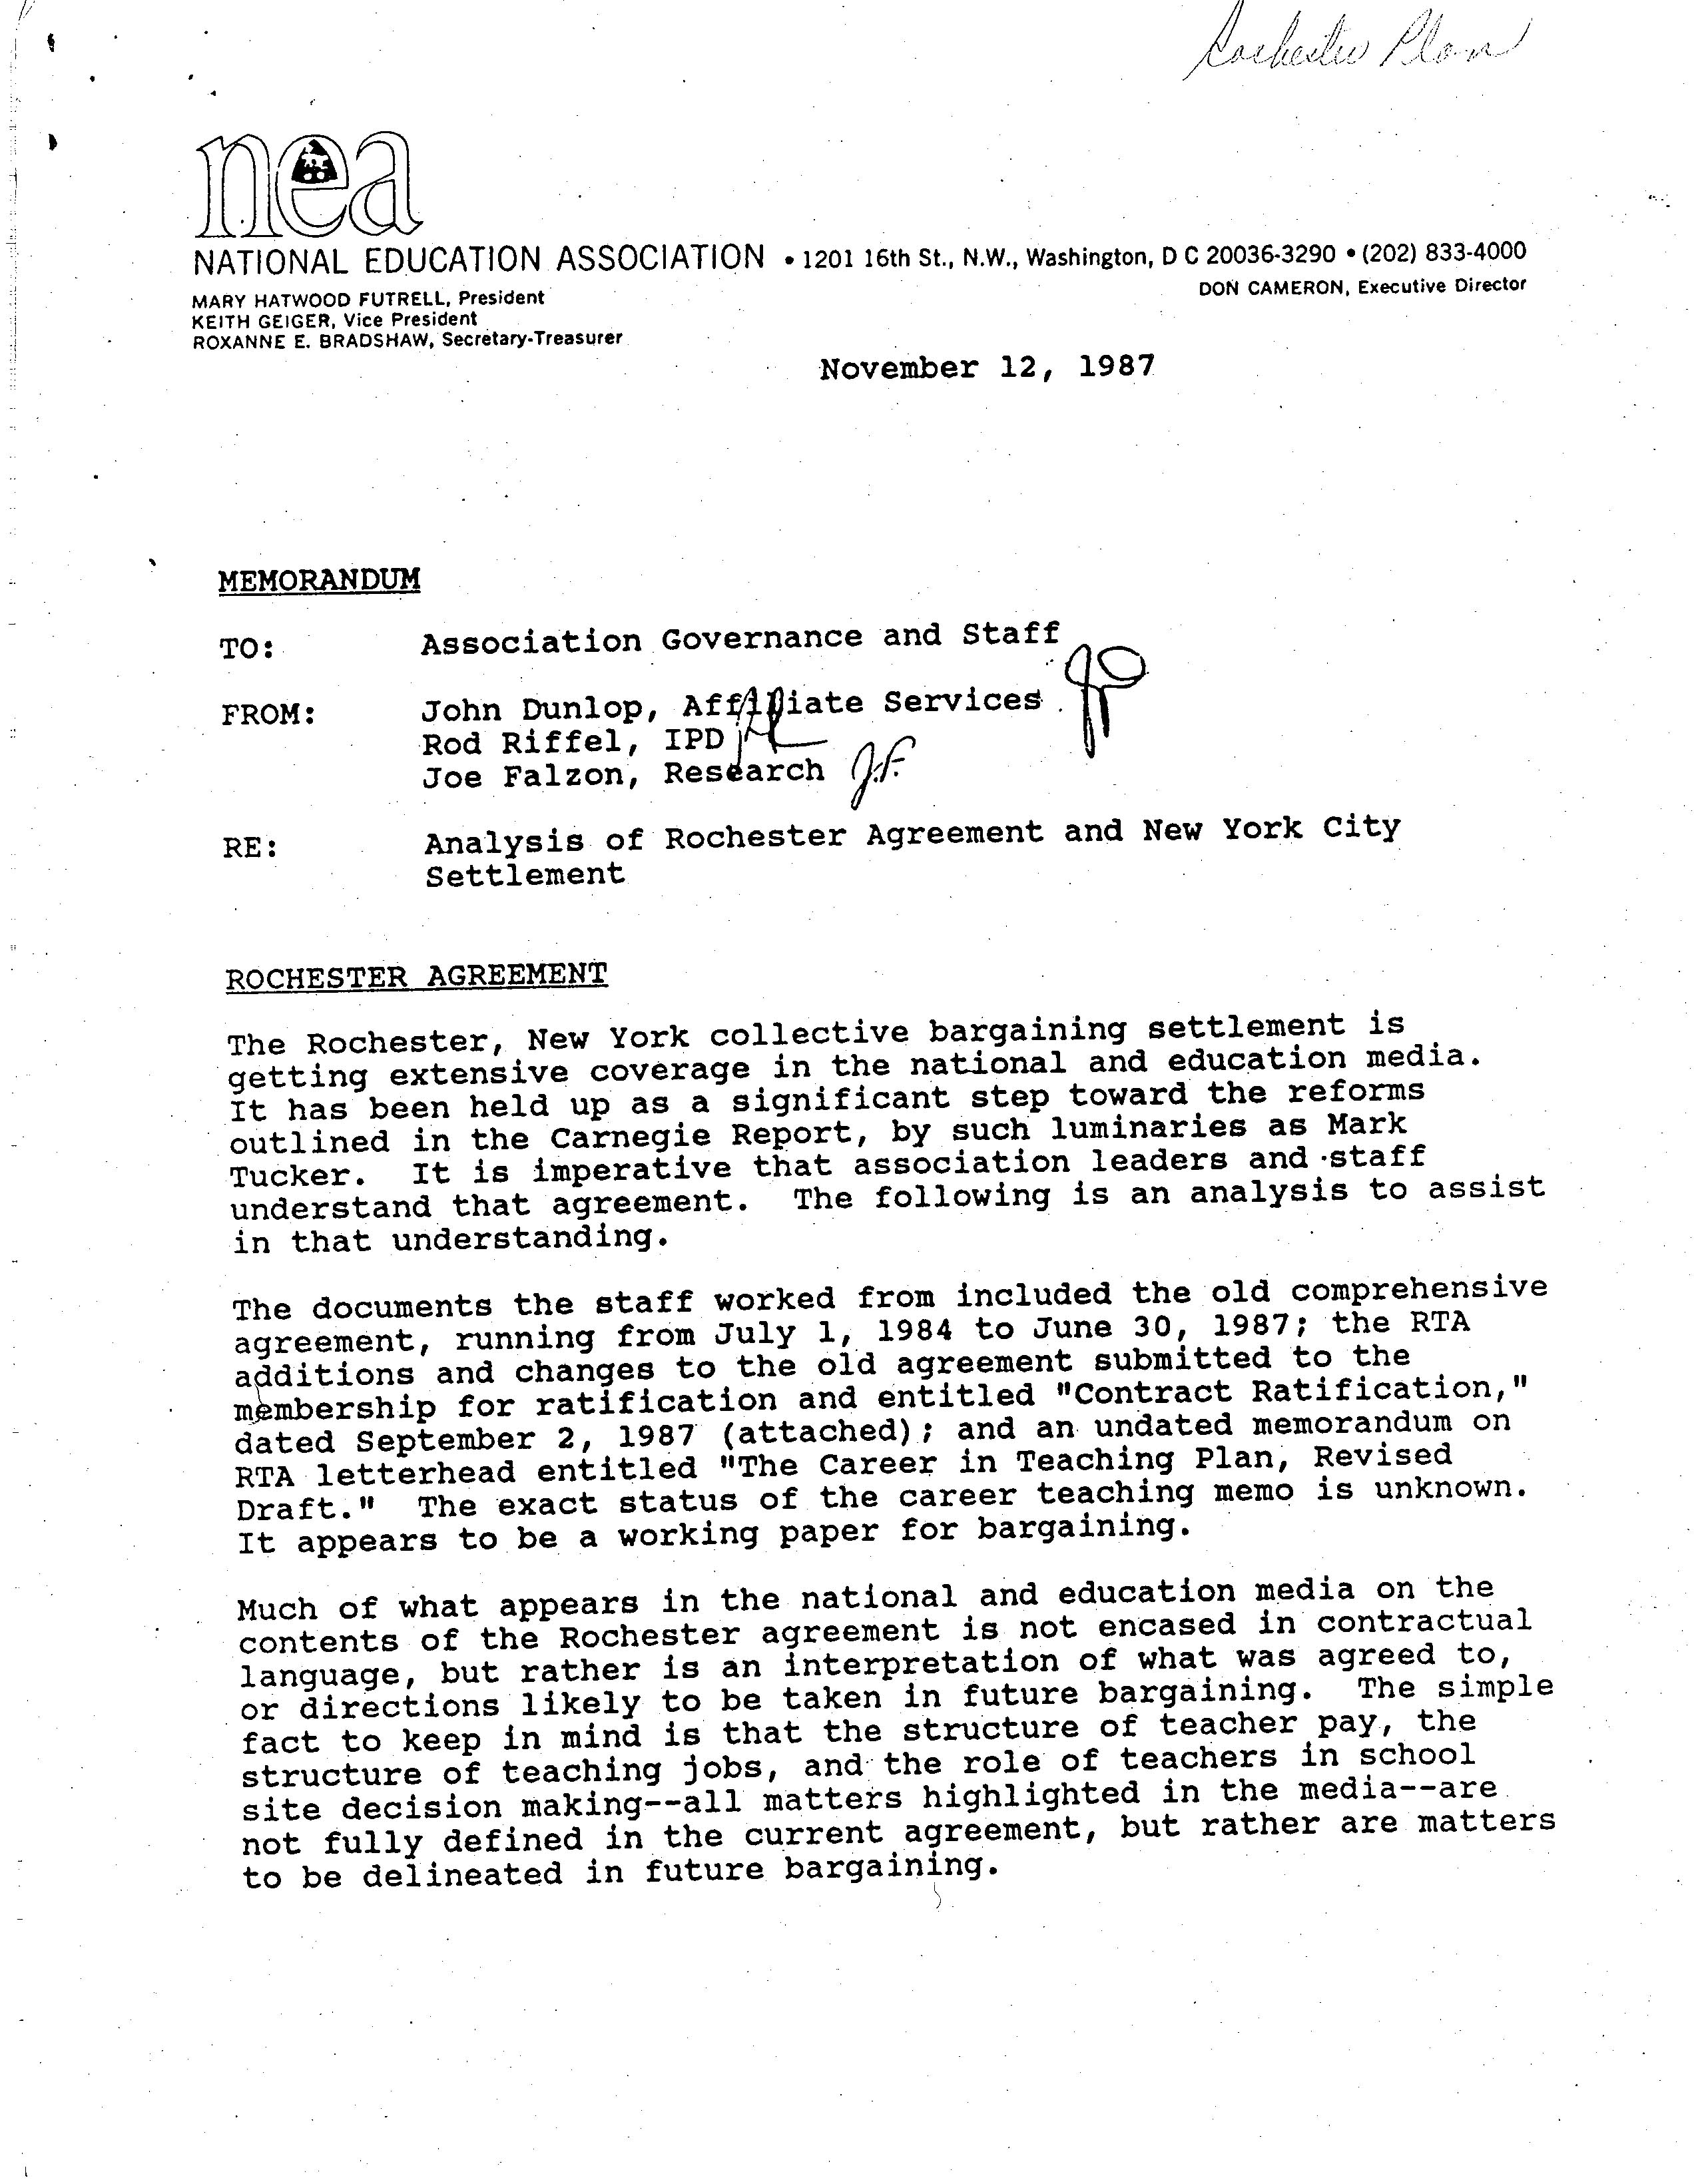 Rochester Plan
nea
NATIONAL EDUCATION ASSOCIATION • 1201 16th St., N.W., Washington, D C 20036-3290 • (202) 833-4000
MARY HATWOOD FUTRELL, President
DON CAMERON, Executive Director
KEITH GEIGER, Vice President
ROXANNE E. BRADSHAW, Secretary-Treasurer
November 12, 1987
MEMORANDUM
TO: Association Governance and Staff
FROM: John Dunlop, Affiliate Services
Rod Riffel, IPD
Joe Falzon, Research J.F.
RE: Analysis of Rochester Agreement and New York City
Settlement
ROCHESTER AGREEMENT
The Rochester, New York collective bargaining settlement is
getting extensive coverage in the national and education media.
It has been held up as a significant step toward the reforms
outlined in the Carnegie Report, by such luminaries as Mark
Tucker. It is imperative that association leaders and staff
understand that agreement. The following is an analysis to assist
in that understanding.
The documents the staff worked from included the old comprehensive
agreement, running from July 1, 1984 to June 30, 1987; the RTA
additions and changes to the old agreement submitted to the
membership for ratification and entitled "Contract Ratification,"
dated September 2, 1987 (attached); and an undated memorandum on
RTA letterhead entitled "The Career in Teaching Plan, Revised
Draft." The exact status of the career teaching memo is unknown.
It appears to be a working paper for bargaining.
Much of what appears in the national and education media on the
contents of the Rochester agreement is not encased in contractual
language, but rather is an interpretation of what was agreed to,
or directions likely to be taken in future bargaining. The simple
fact to keep in mind is that the structure of teacher pay, the
structure of teaching jobs, and the role of teachers in school
site decision making--all matters highlighted in the media--are
not fully defined in the current agreement, but rather are matters
to be delineated in future bargaining.